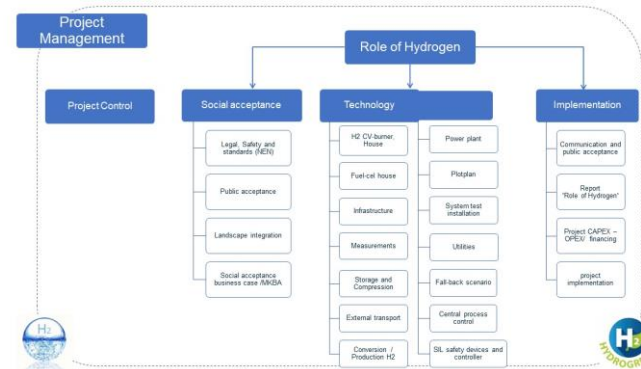 Project
Management
Role of Hydrogen
Project Control
Social acceptance
Technology
Implementation
Legal, Safety and
standards (NEN)
Public acceptance
Landscape integration
Social acceptance
business case /MKBA
H2 CV-burner,
House
Fuel-cel house
Infrastructure
Measurements
Storage and
Compression
External transport
Conversion /
Production H2
Power plant
Plotplan
System test
installation
Utilities
Fall-back scenario
Central process
control
SIL safety devices and
controller
Communication and
public acceptance
Report
"Role of Hydrogen"
Project CAPEX –
OPEX/ financing
project
implementation
H2
H2